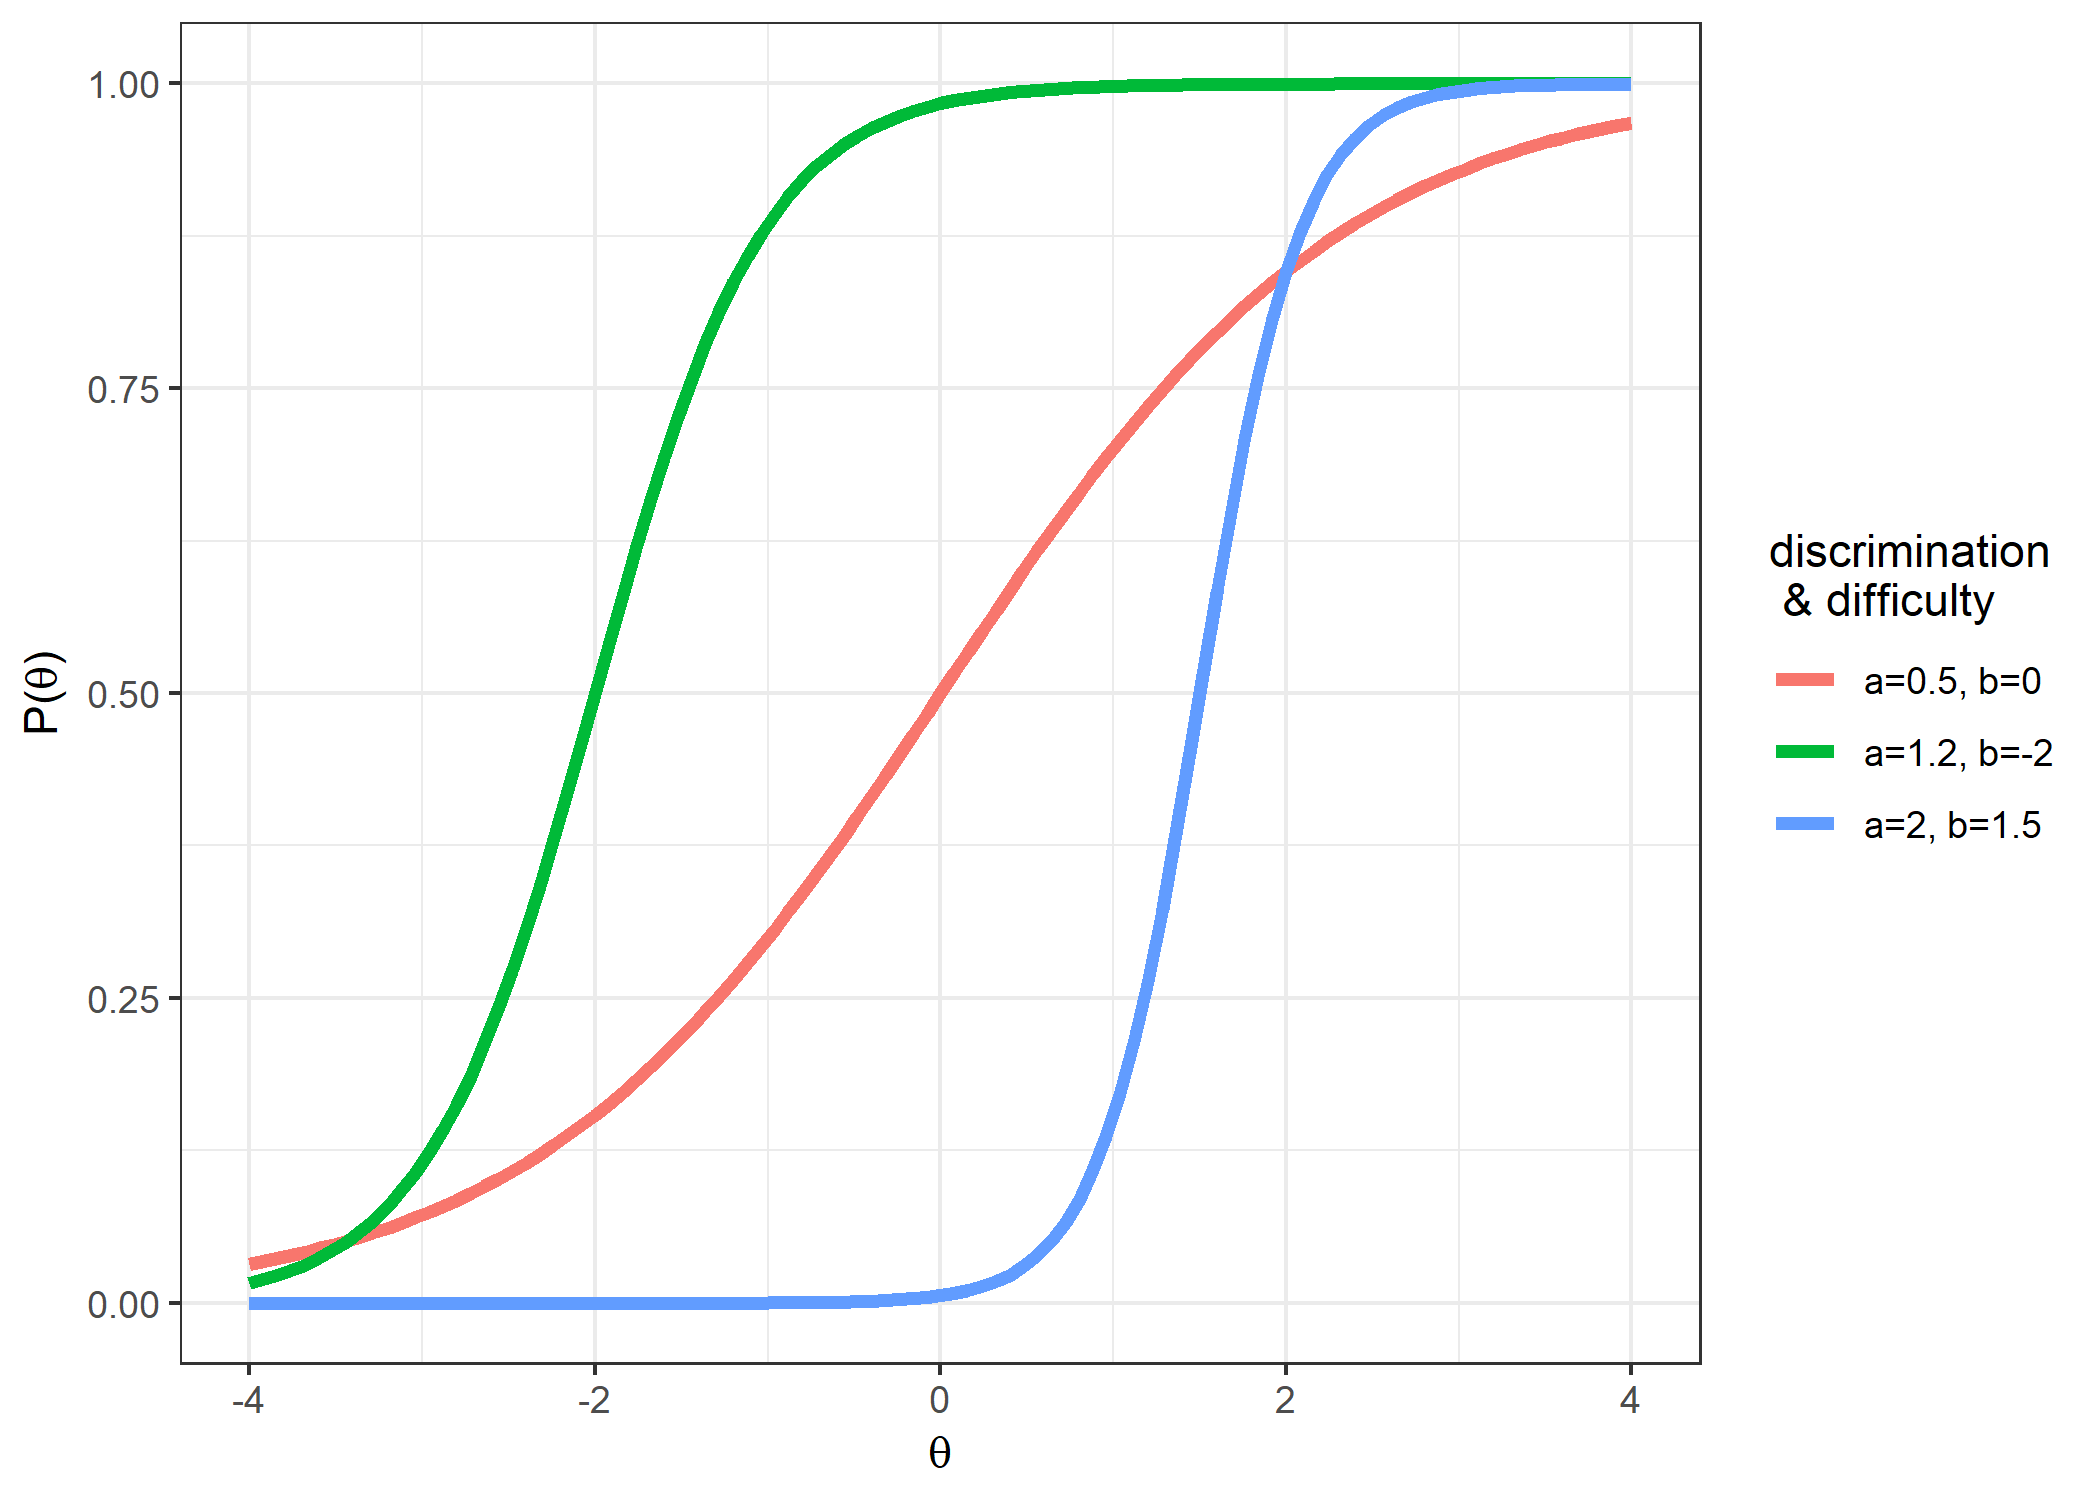 1.00
0.75
0.50
0.25
0.00
P(θ)
-4 -2 0 2 4
θ
discrimination
& difficulty
a=0.5, b=0
a=1.2, b=-2
a=2, b=1.5